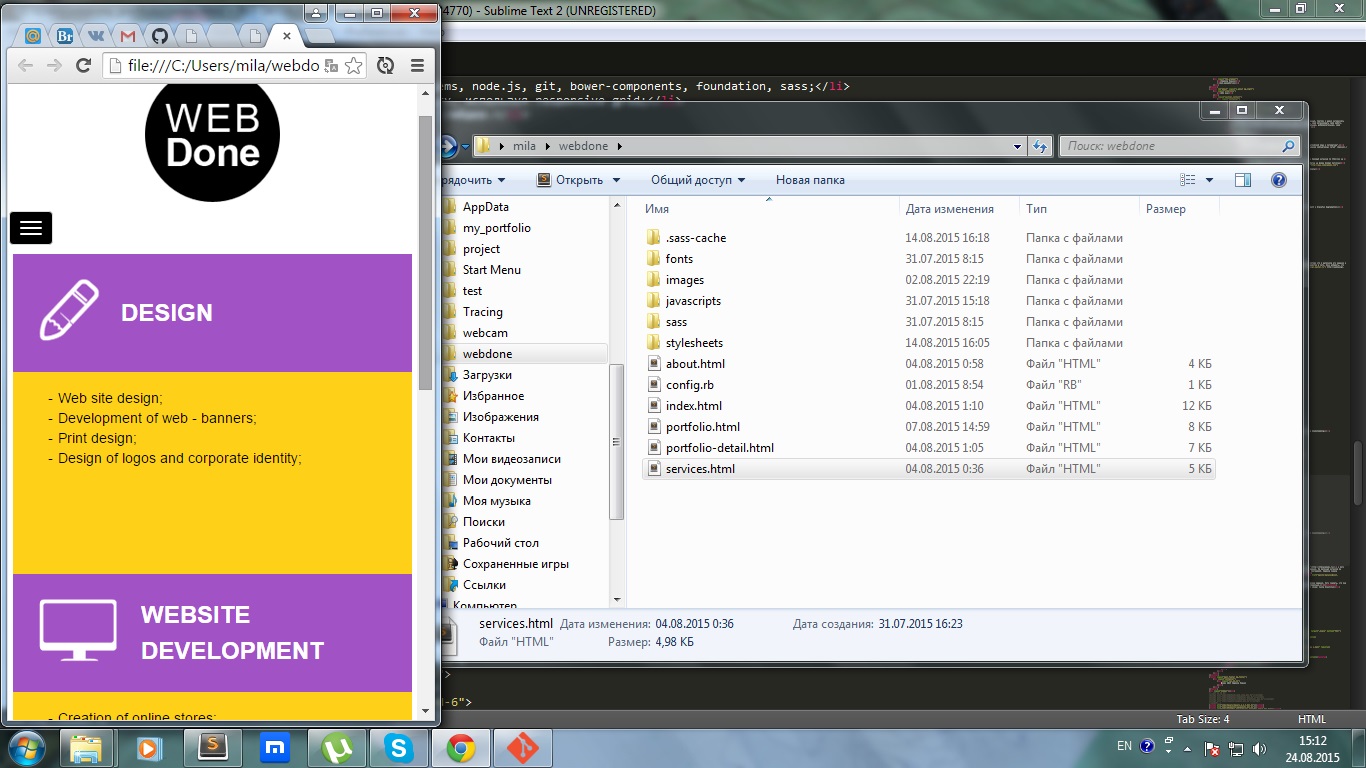 4770) - Sublime Text 2 (UNREGISTERED)
Br
file:///C:/Users/mila/webdo
WEB
Done
DESIGN
- Web site design;
- Development of web - banners;
- Print design;
- Design of logos and corporate identity;
WEBSITE
DEVELOPMENT
- Creation of online stores;
ems, node.js, git, bower-components, foundation, sass;</li>
используя responsive grid;</li>
mila webdone
Поиск: webdone
рядочить Открыть Общий доступ Новая папка
AppData
my_portfolio
project
Start Menu
test
Tracing
webcam
webdone
Загрузки
Избранное
Изображения
Контакты
Мои видеозаписи
Мои документы
Моя музыка
Поиски
Рабочий стол
Сохраненные игры
Ссылки
Компьютер
Имя Дата изменения Тип Размер
.sass-cache 14.08.2015 16:18 Папка с файлами
fonts 31.07.2015 8:15 Папка с файлами
images 02.08.2015 22:19 Папка с файлами
javascripts 31.07.2015 15:18 Папка с файлами
sass 31.07.2015 8:15 Папка с файлами
stylesheets 14.08.2015 16:05 Папка с файлами
about.html 04.08.2015 0:58 Файл "HTML" 4 КБ
config.rb 01.08.2015 8:54 Файл "RB" 1 КБ
index.html 04.08.2015 1:10 Файл "HTML" 12 КБ
portfolio.html 07.08.2015 14:59 Файл "HTML" 8 КБ
portfolio-detail.html 04.08.2015 1:05 Файл "HTML" 7 КБ
services.html 04.08.2015 0:36 Файл "HTML" 5 КБ
services.html Дата изменения: 04.08.2015 0:36 Дата создания: 31.07.2015 16:23
Файл "HTML" Размер: 4,98 КБ
>
d-6">
Tab Size: 4 HTML
EN
15:12
24.08.2015